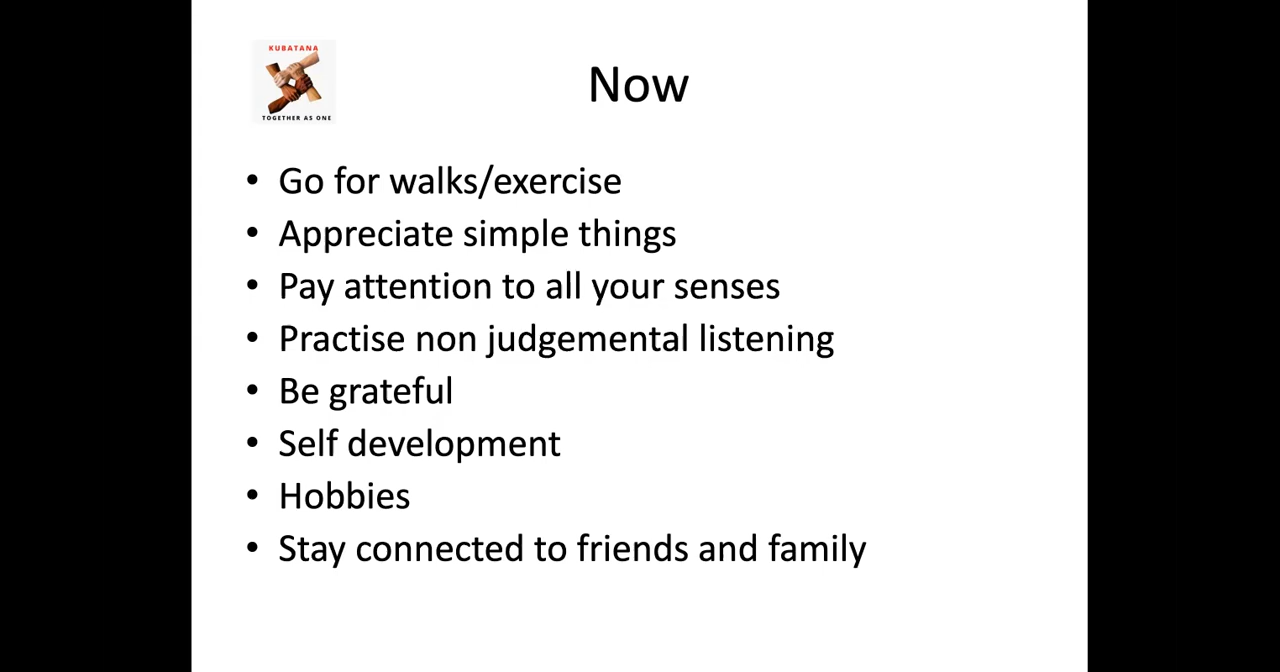 KUBATANA
TOGETHER AS ONE
Now
• Go for walks/exercise
• Appreciate simple things
• Pay attention to all your senses
• Practise non judgemental listening
• Be grateful
• Self development
• Hobbies
• Stay connected to friends and family